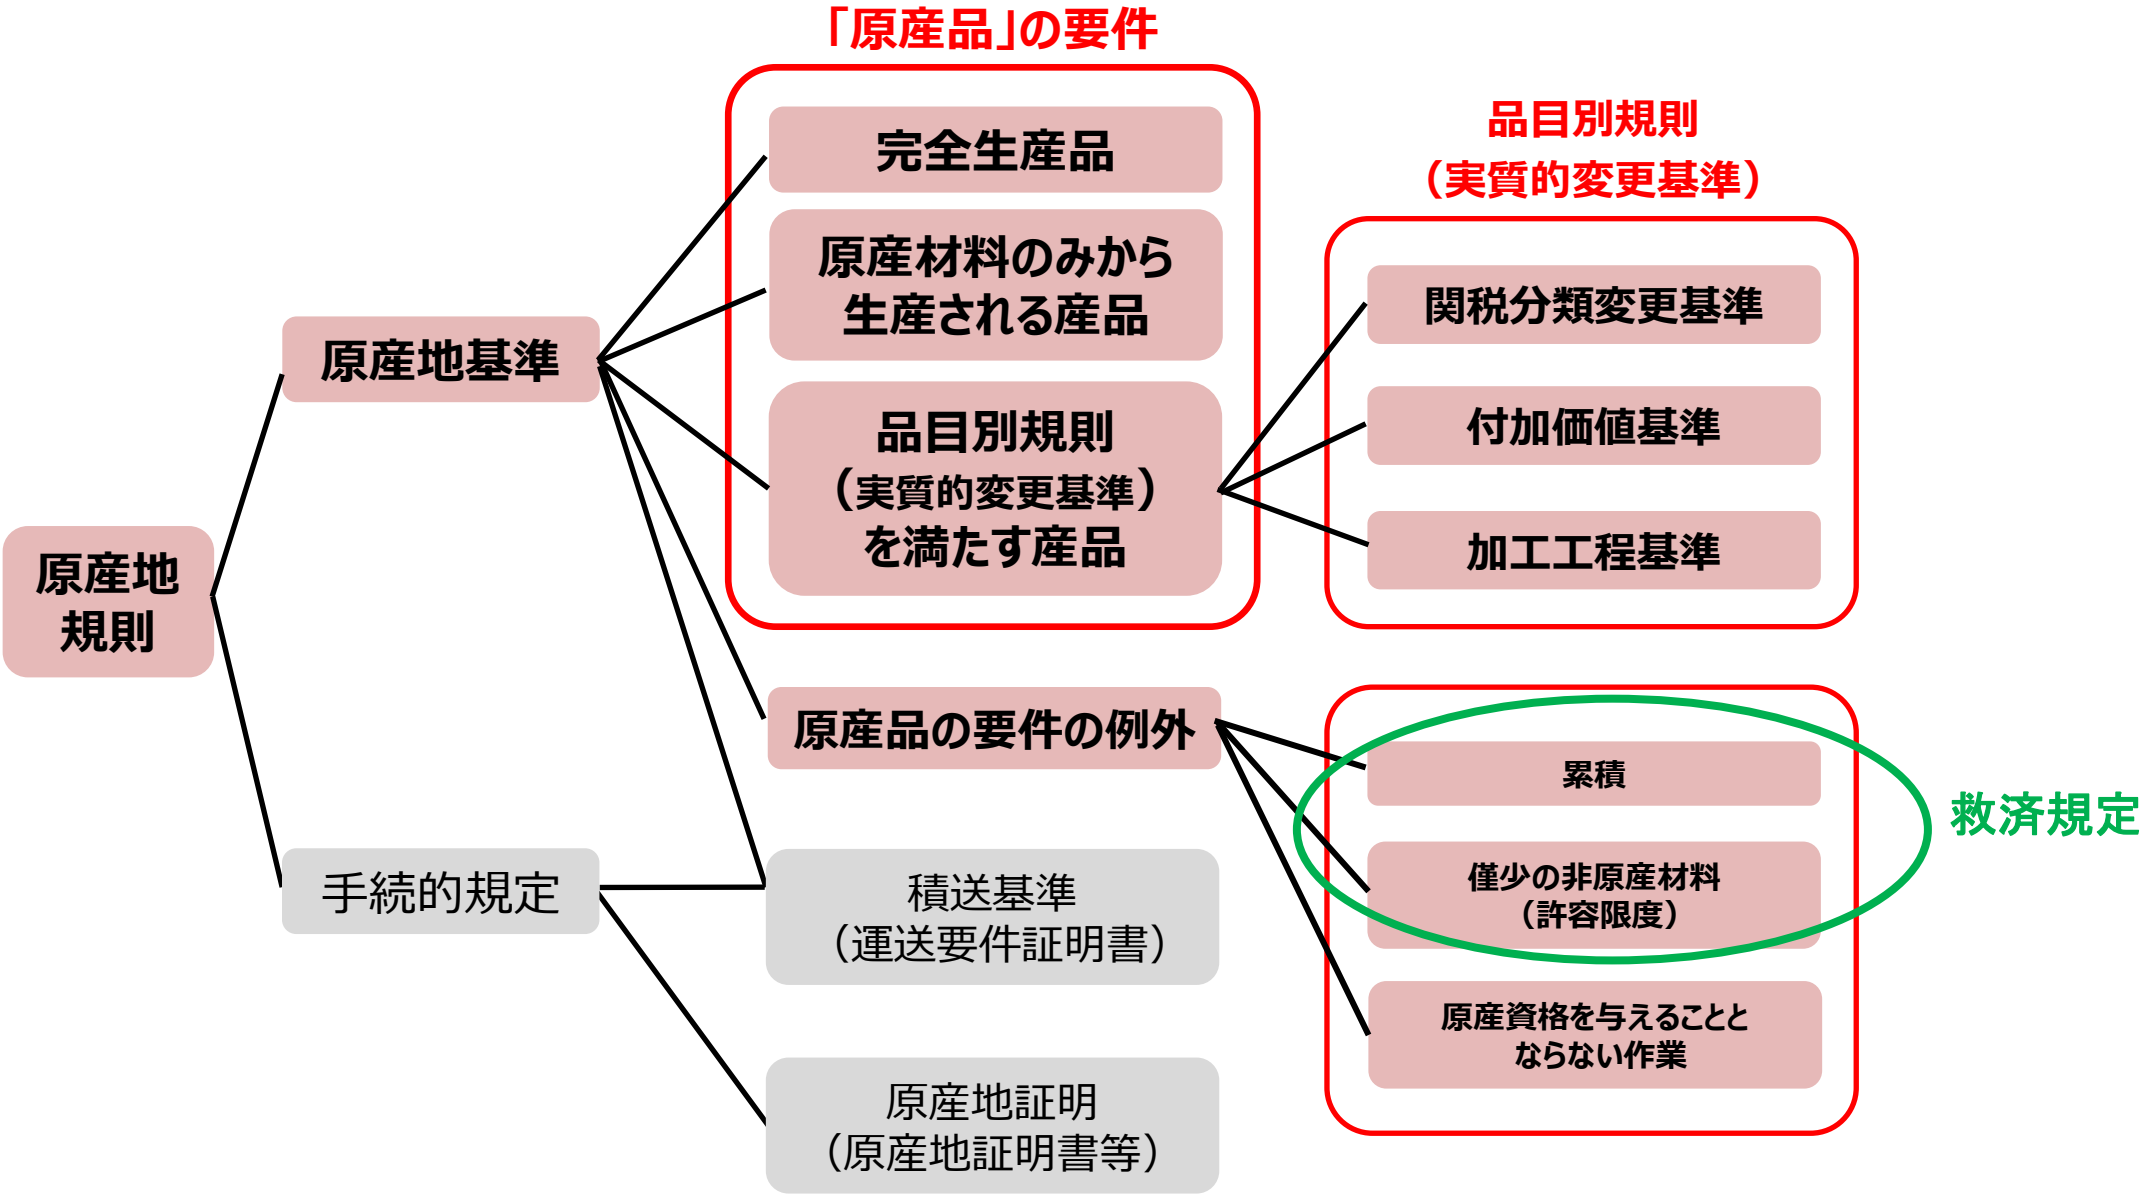 「原産品」の要件
完全生産品
原産材料のみから
生産される産品
品目別規則
（実質的変更基準）
を満たす産品
品目別規則
（実質的変更基準）
関税分類変更基準
付加価値基準
加工工程基準
原産地基準
原産地
規則
手続的規定
原産品の要件の例外
累積
僅少の非原産材料
（許容限度）
原産資格を与えることと
ならない作業
救済規定
積送基準
（運送要件証明書）
原産地証明
（原産地証明書等）